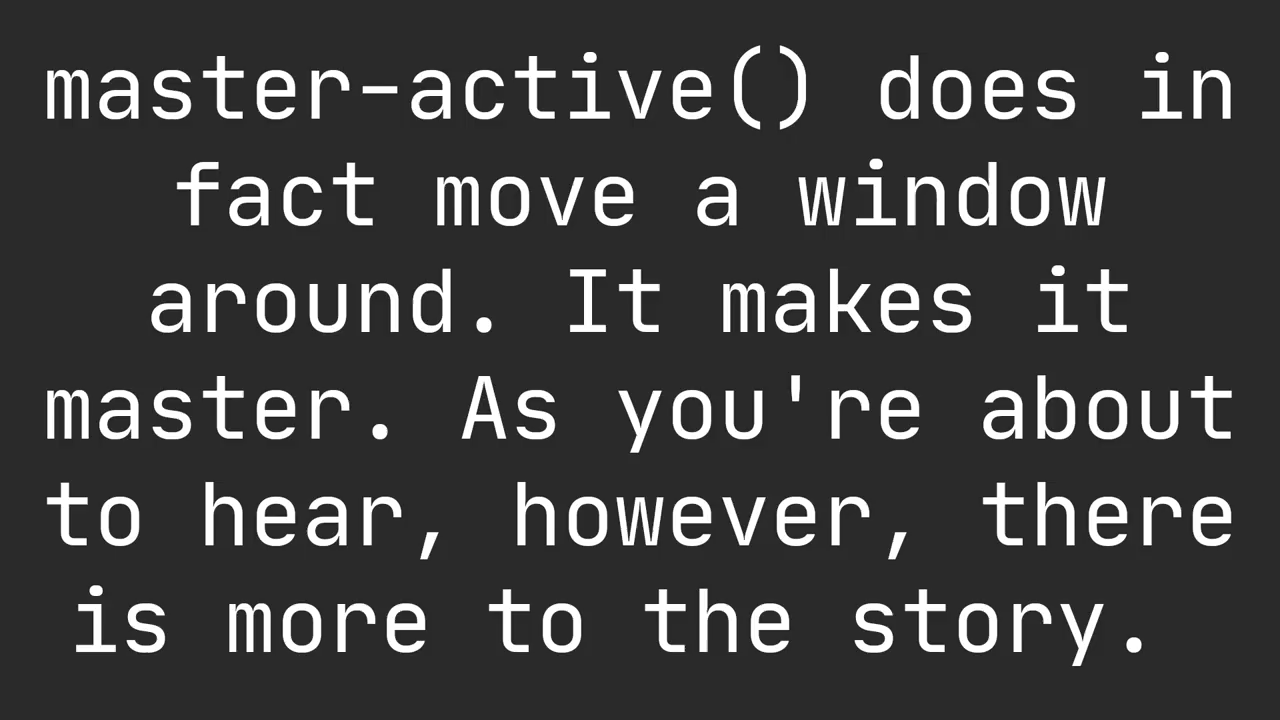 master-active() does in
fact move a window
around. It makes it
master. As you're about
to hear, however, there
is more to the story.